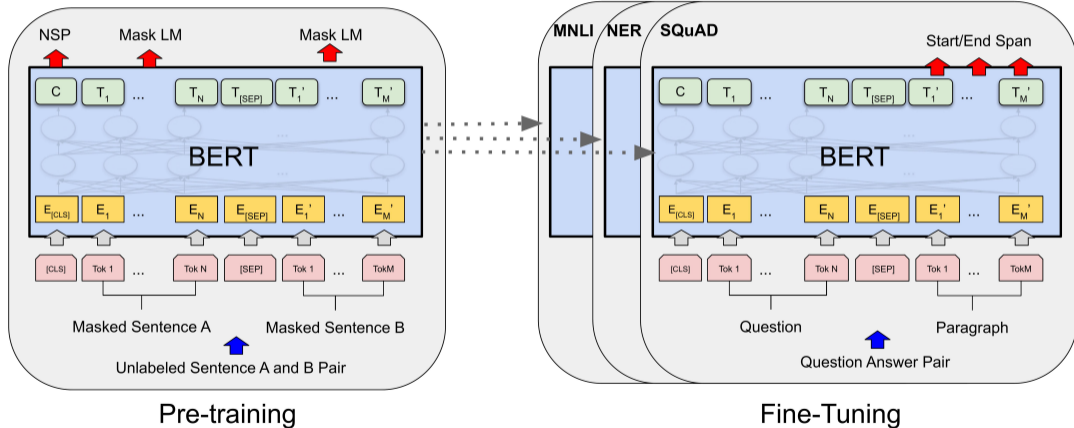 NSP Mask LM Mask LM
C T1 ... TN T[SEP] T1' ... TM'
...
BERT
...
E[CLS] E1 ... EN E[SEP] E1' ... EM'
[CLS] Tok 1 ... Tok N [SEP] Tok 1 ... TokM
Masked Sentence A Masked Sentence B
Unlabeled Sentence A and B Pair
Pre-training
MNLI NER SQuAD
Start/End Span
C T1 ... TN T[SEP] T1' ... TM'
...
BERT
...
E[CLS] E1 ... EN E[SEP] E1' ... EM'
[CLS] Tok 1 ... Tok N [SEP] Tok 1 ... TokM
Question Paragraph
Question Answer Pair
Fine-Tuning